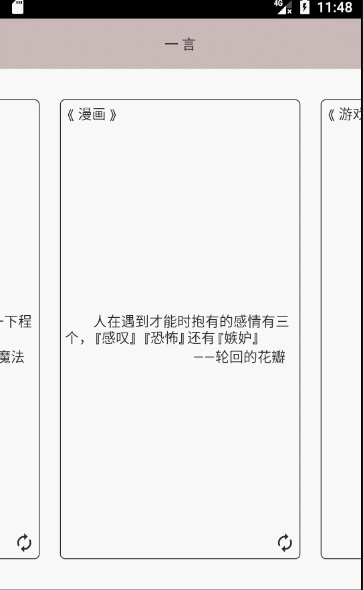 4G 11:48
一言
《漫画》
《游戏
人在遇到才能时抱有的感情有三
个，『感叹』『恐怖』还有『嫉妒』
——轮回的花瓣
一下程
魔法